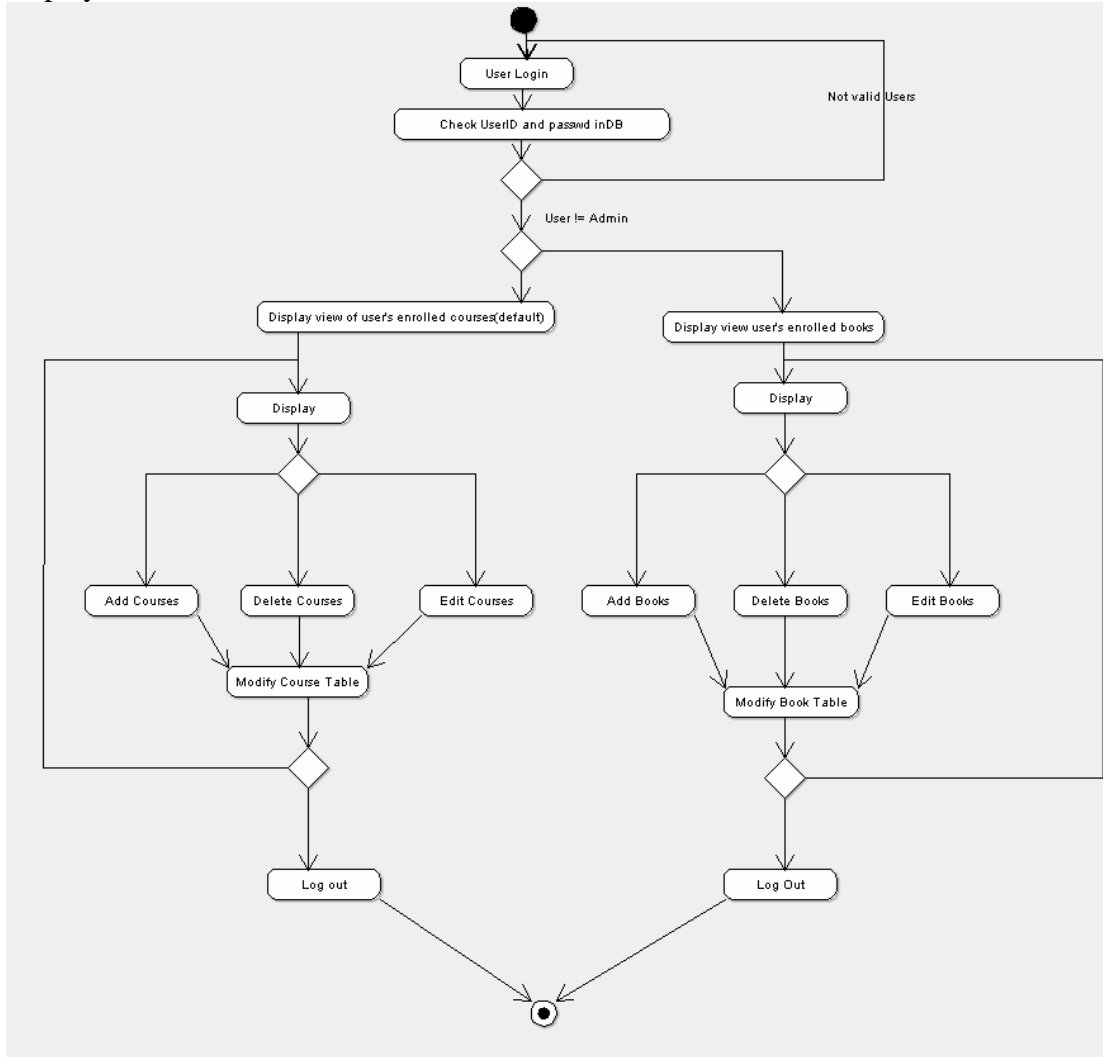 User Login
Not valid Users
Check UserID and passwd inDB
User != Admin
Display view of user's enrolled courses(default)
Display view user's enrolled books
Display
Display
Add Courses
Delete Courses
Edit Courses
Add Books
Delete Books
Edit Books
Modify Course Table
Modify Book Table
Log out
Log Out